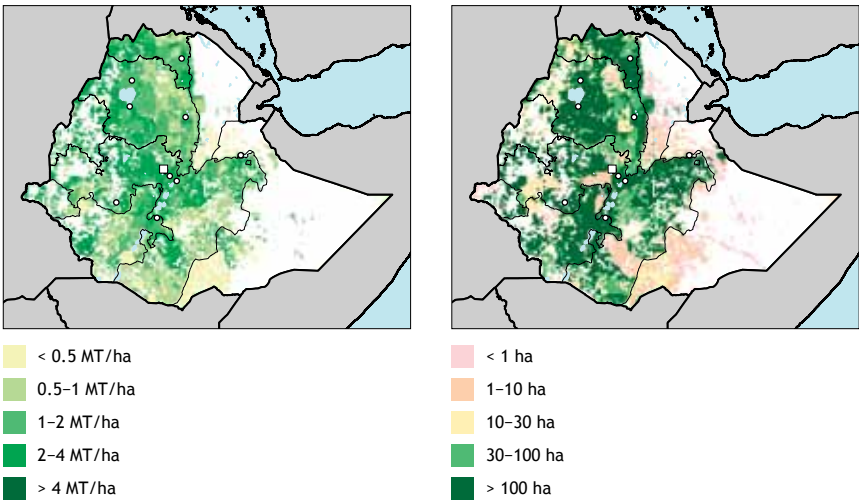 < 0.5 MT/ha
0.5–1 MT/ha
1–2 MT/ha
2–4 MT/ha
> 4 MT/ha
< 1 ha
1–10 ha
10–30 ha
30–100 ha
> 100 ha